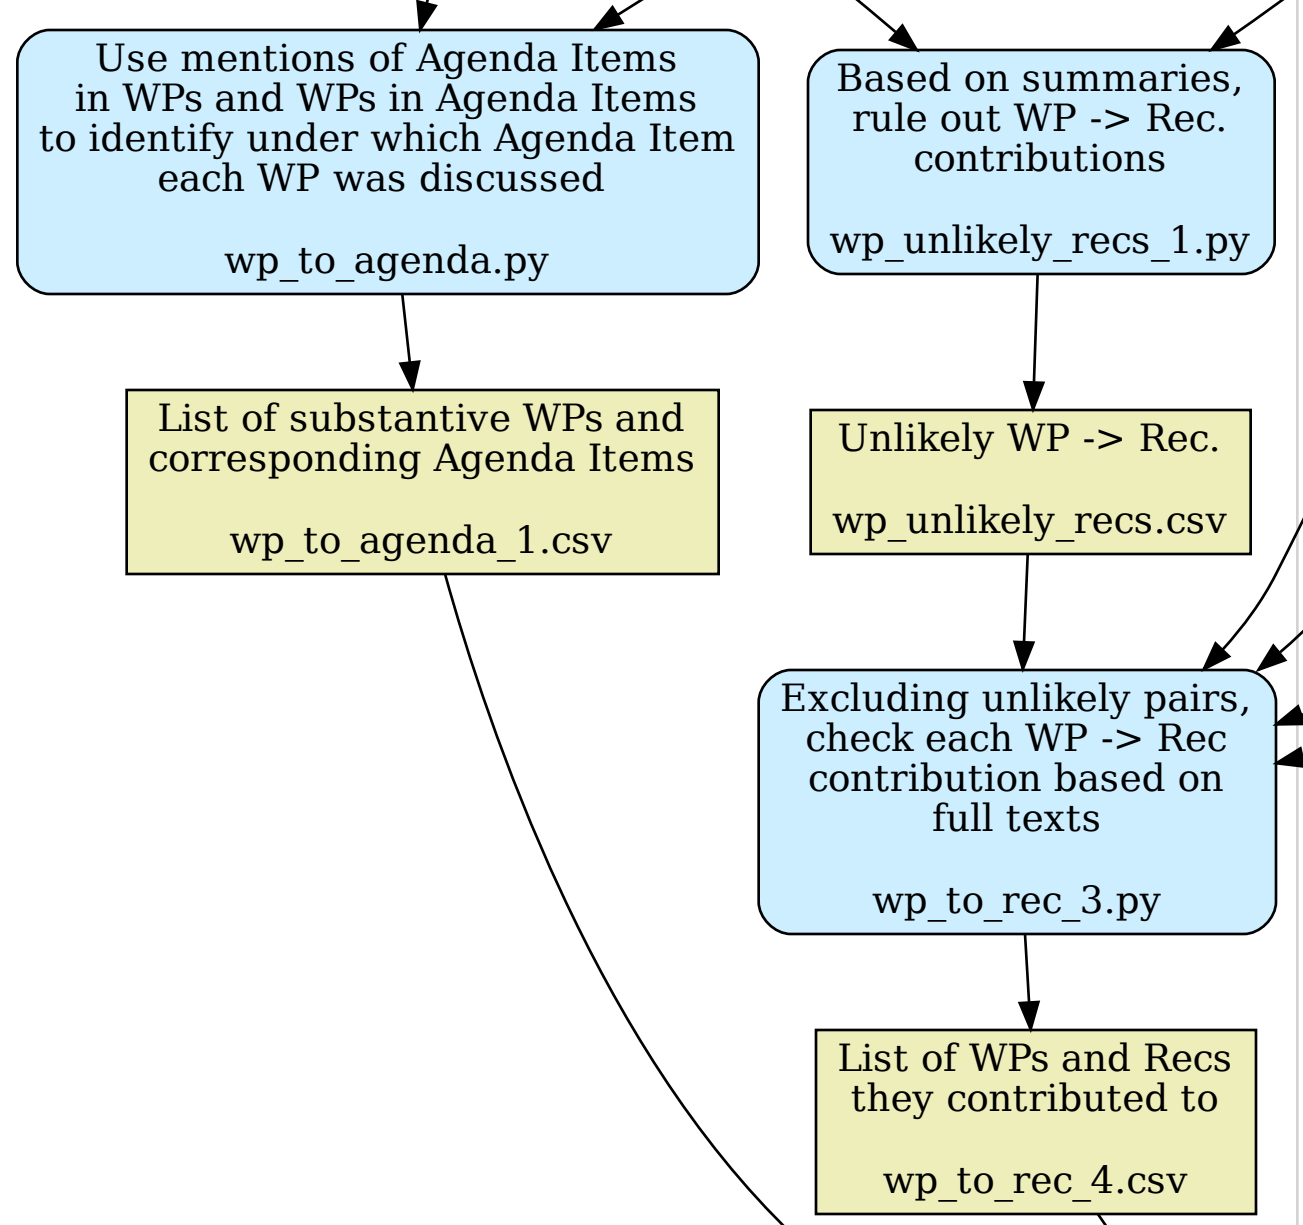 Use mentions of Agenda Items
in WPs and WPs in Agenda Items
to identify under which Agenda Item
each WP was discussed
wp_to_agenda.py
Based on summaries,
rule out WP -> Rec.
contributions
wp_unlikely_recs_1.py
List of substantive WPs and
corresponding Agenda Items
wp_to_agenda_1.csv
Unlikely WP -> Rec.
wp_unlikely_recs.csv
Excluding unlikely pairs,
check each WP -> Rec
contribution based on
full texts
wp_to_rec_3.py
List of WPs and Recs
they contributed to
wp_to_rec_4.csv